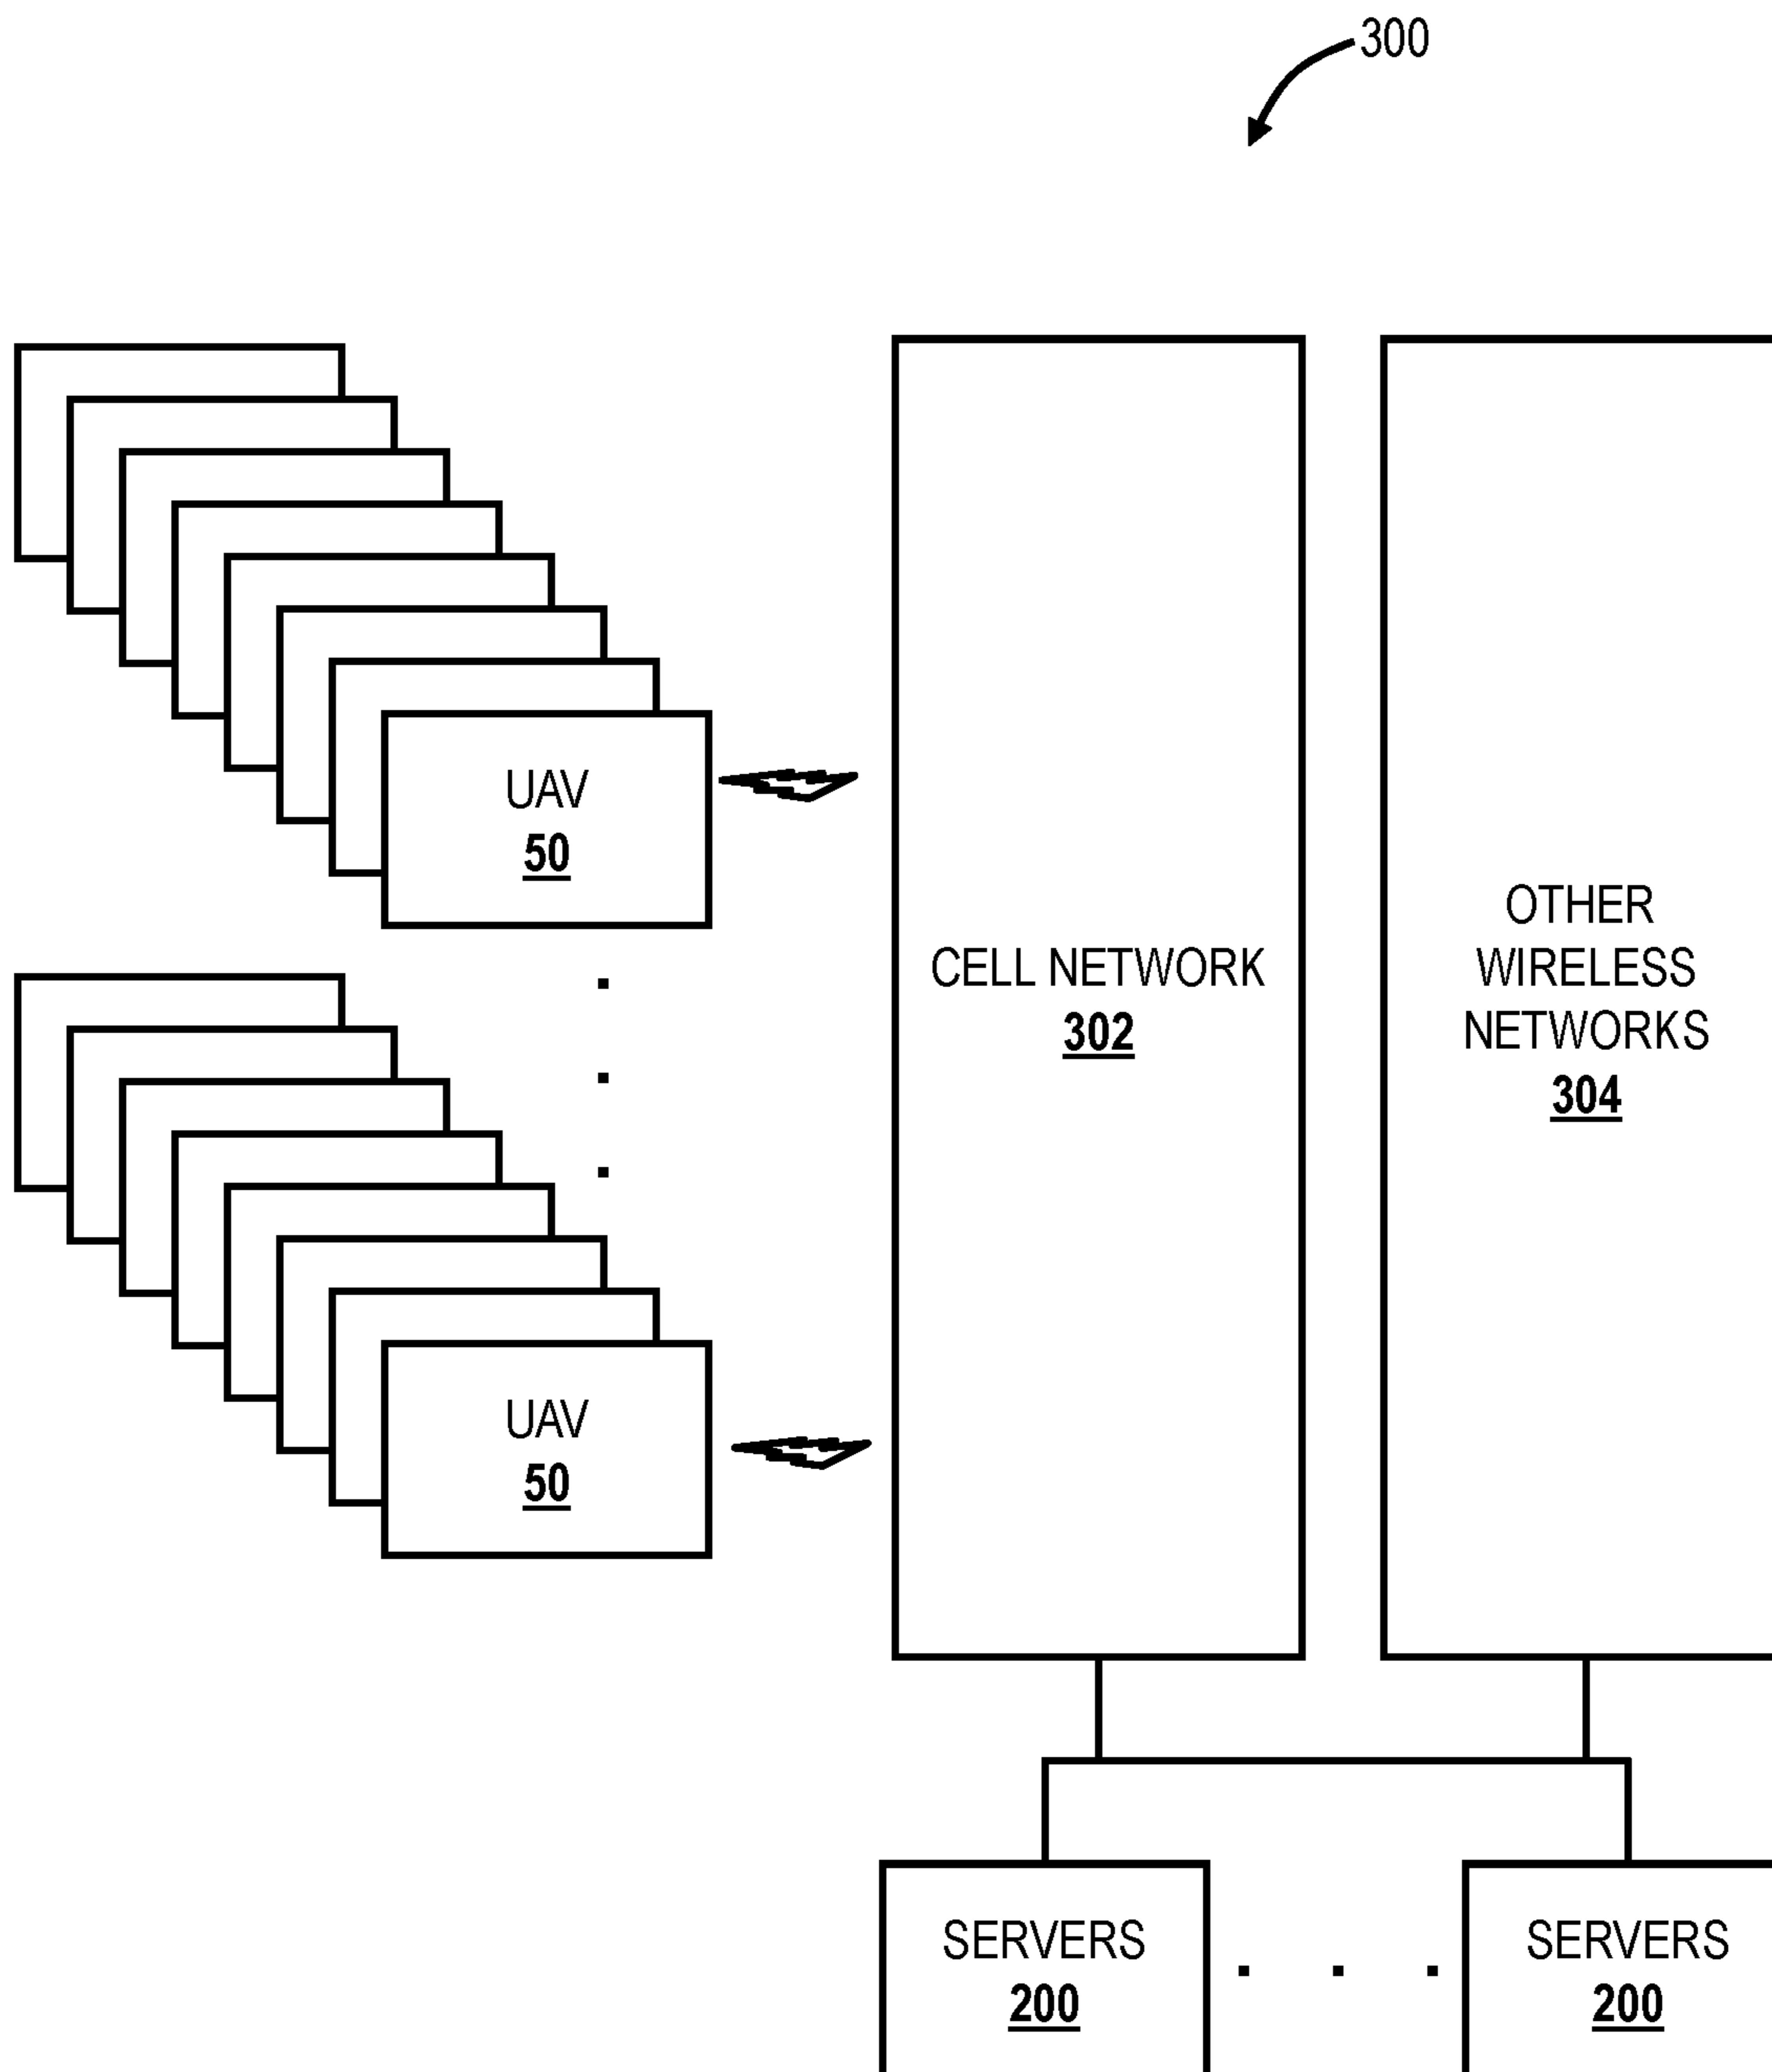 300
UAV
50
CELL NETWORK
302
OTHER
WIRELESS
NETWORKS
304
UAV
50
SERVERS
200
SERVERS
200